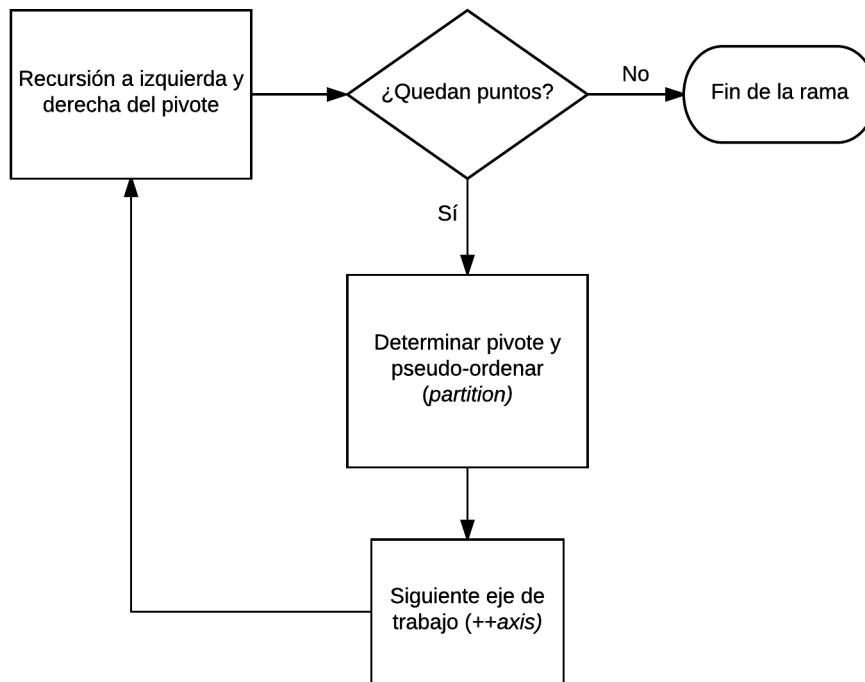 Recursión a izquierda y
derecha del pivote
¿Quedan puntos?
No
Fin de la rama
Sí
Determinar pivote y
pseudo-ordenar
(partition)
Siguiente eje de
trabajo (++axis)